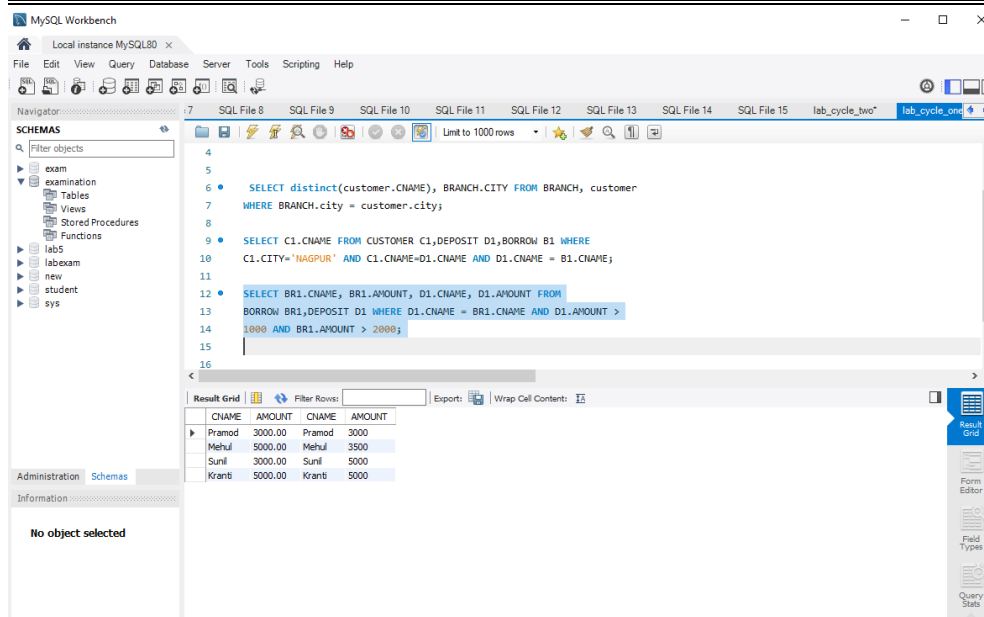 MySQL Workbench
Local instance MySQL80 ×
File Edit View Query Database Server Tools Scripting Help
Navigator
:7 SQL File 8 SQL File 9 SQL File 10 SQL File 11 SQL File 12 SQL File 13 SQL File 14 SQL File 15 lab_cycle_two* lab_cycle_one
SCHEMAS
Limit to 1000 rows
Filter objects
exam
examination
Tables
Views
Stored Procedures
Functions
lab5
labexam
new
student
sys
4
5
6 SELECT distinct(customer.CNAME), BRANCH.CITY FROM BRANCH, customer
7 WHERE BRANCH.city = customer.city;
8
9 SELECT C1.CNAME FROM CUSTOMER C1,DEPOSIT D1,BORROW B1 WHERE
10 C1.CITY='NAGPUR' AND C1.CNAME=D1.CNAME AND D1.CNAME = B1.CNAME;
11
12 SELECT BR1.CNAME, BR1.AMOUNT, D1.CNAME, D1.AMOUNT FROM
13 BORROW BR1,DEPOSIT D1 WHERE D1.CNAME = BR1.CNAME AND D1.AMOUNT >
14 1000 AND BR1.AMOUNT > 2000;
15
16
Result Grid Filter Rows: Export: Wrap Cell Content:
CNAME AMOUNT CNAME AMOUNT
Pramod 3000.00 Pramod 3000
Mehul 5000.00 Mehul 3500
Sunil 3000.00 Sunil 5000
Kranti 5000.00 Kranti 5000
Result
Grid
Form
Editor
Field
Types
Query
Stats
Administration Schemas
Information
No object selected